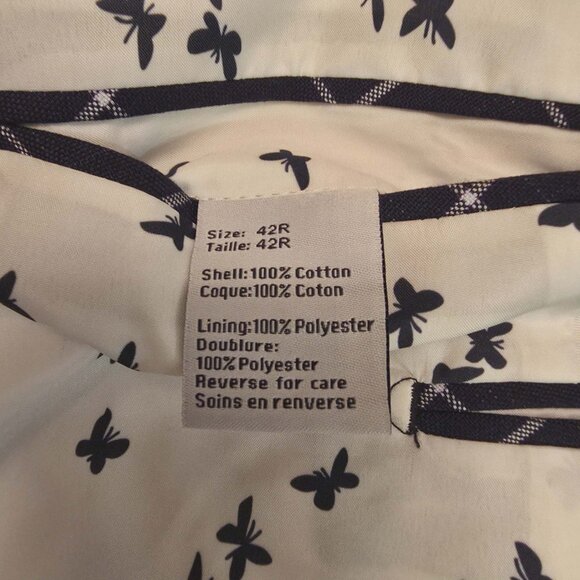 Size: 42R
Taille: 42R
Shell:100% Cotton
Coque:100% Coton
Lining:100% Polyester
Doublure:
100% Polyester
Reverse for care
Soins en renverse